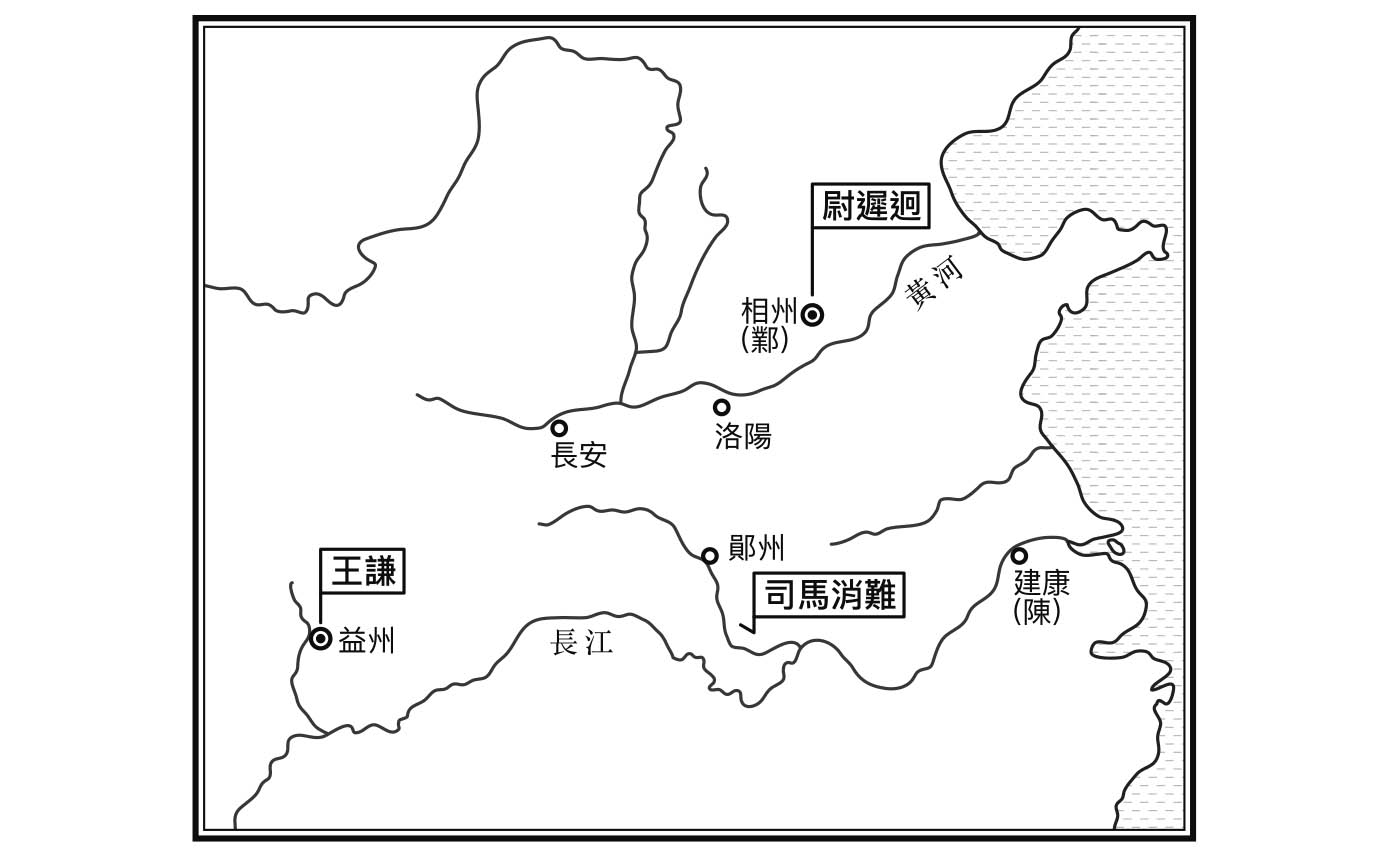 尉遲迥
黃河
相州
(鄴)
洛陽
長安
鄖州
王謙
司馬消難
建康
(陳)
益州
長江